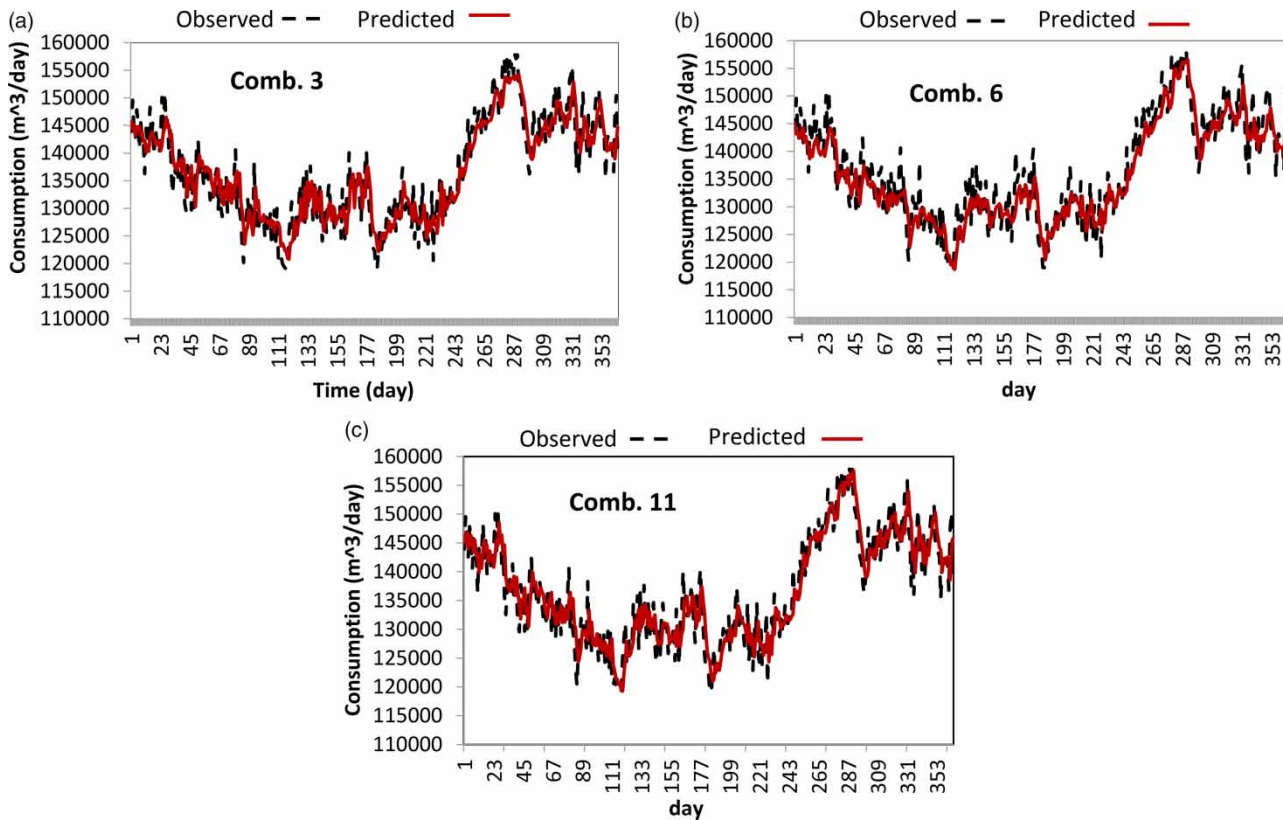 (a)
Observed
Predicted
Consumption (m^3/day)
160000
155000
150000
145000
140000
135000
130000
125000
120000
115000
110000
Comb. 3
1 23 45 67 89 111 133 155 177 199 221 243 265 287 309 331 353
Time (day)
(b)
Observed
Predicted
Consumption (m^3/day)
160000
155000
150000
145000
140000
135000
130000
125000
120000
115000
110000
Comb. 6
1 23 45 67 89 111 133 155 177 199 221 243 265 287 309 331 353
day
(c)
Observed
Predicted
Consumption (m^3/day)
160000
155000
150000
145000
140000
135000
130000
125000
120000
115000
110000
Comb. 11
1 23 45 67 89 111 133 155 177 199 221 243 265 287 309 331 353
day